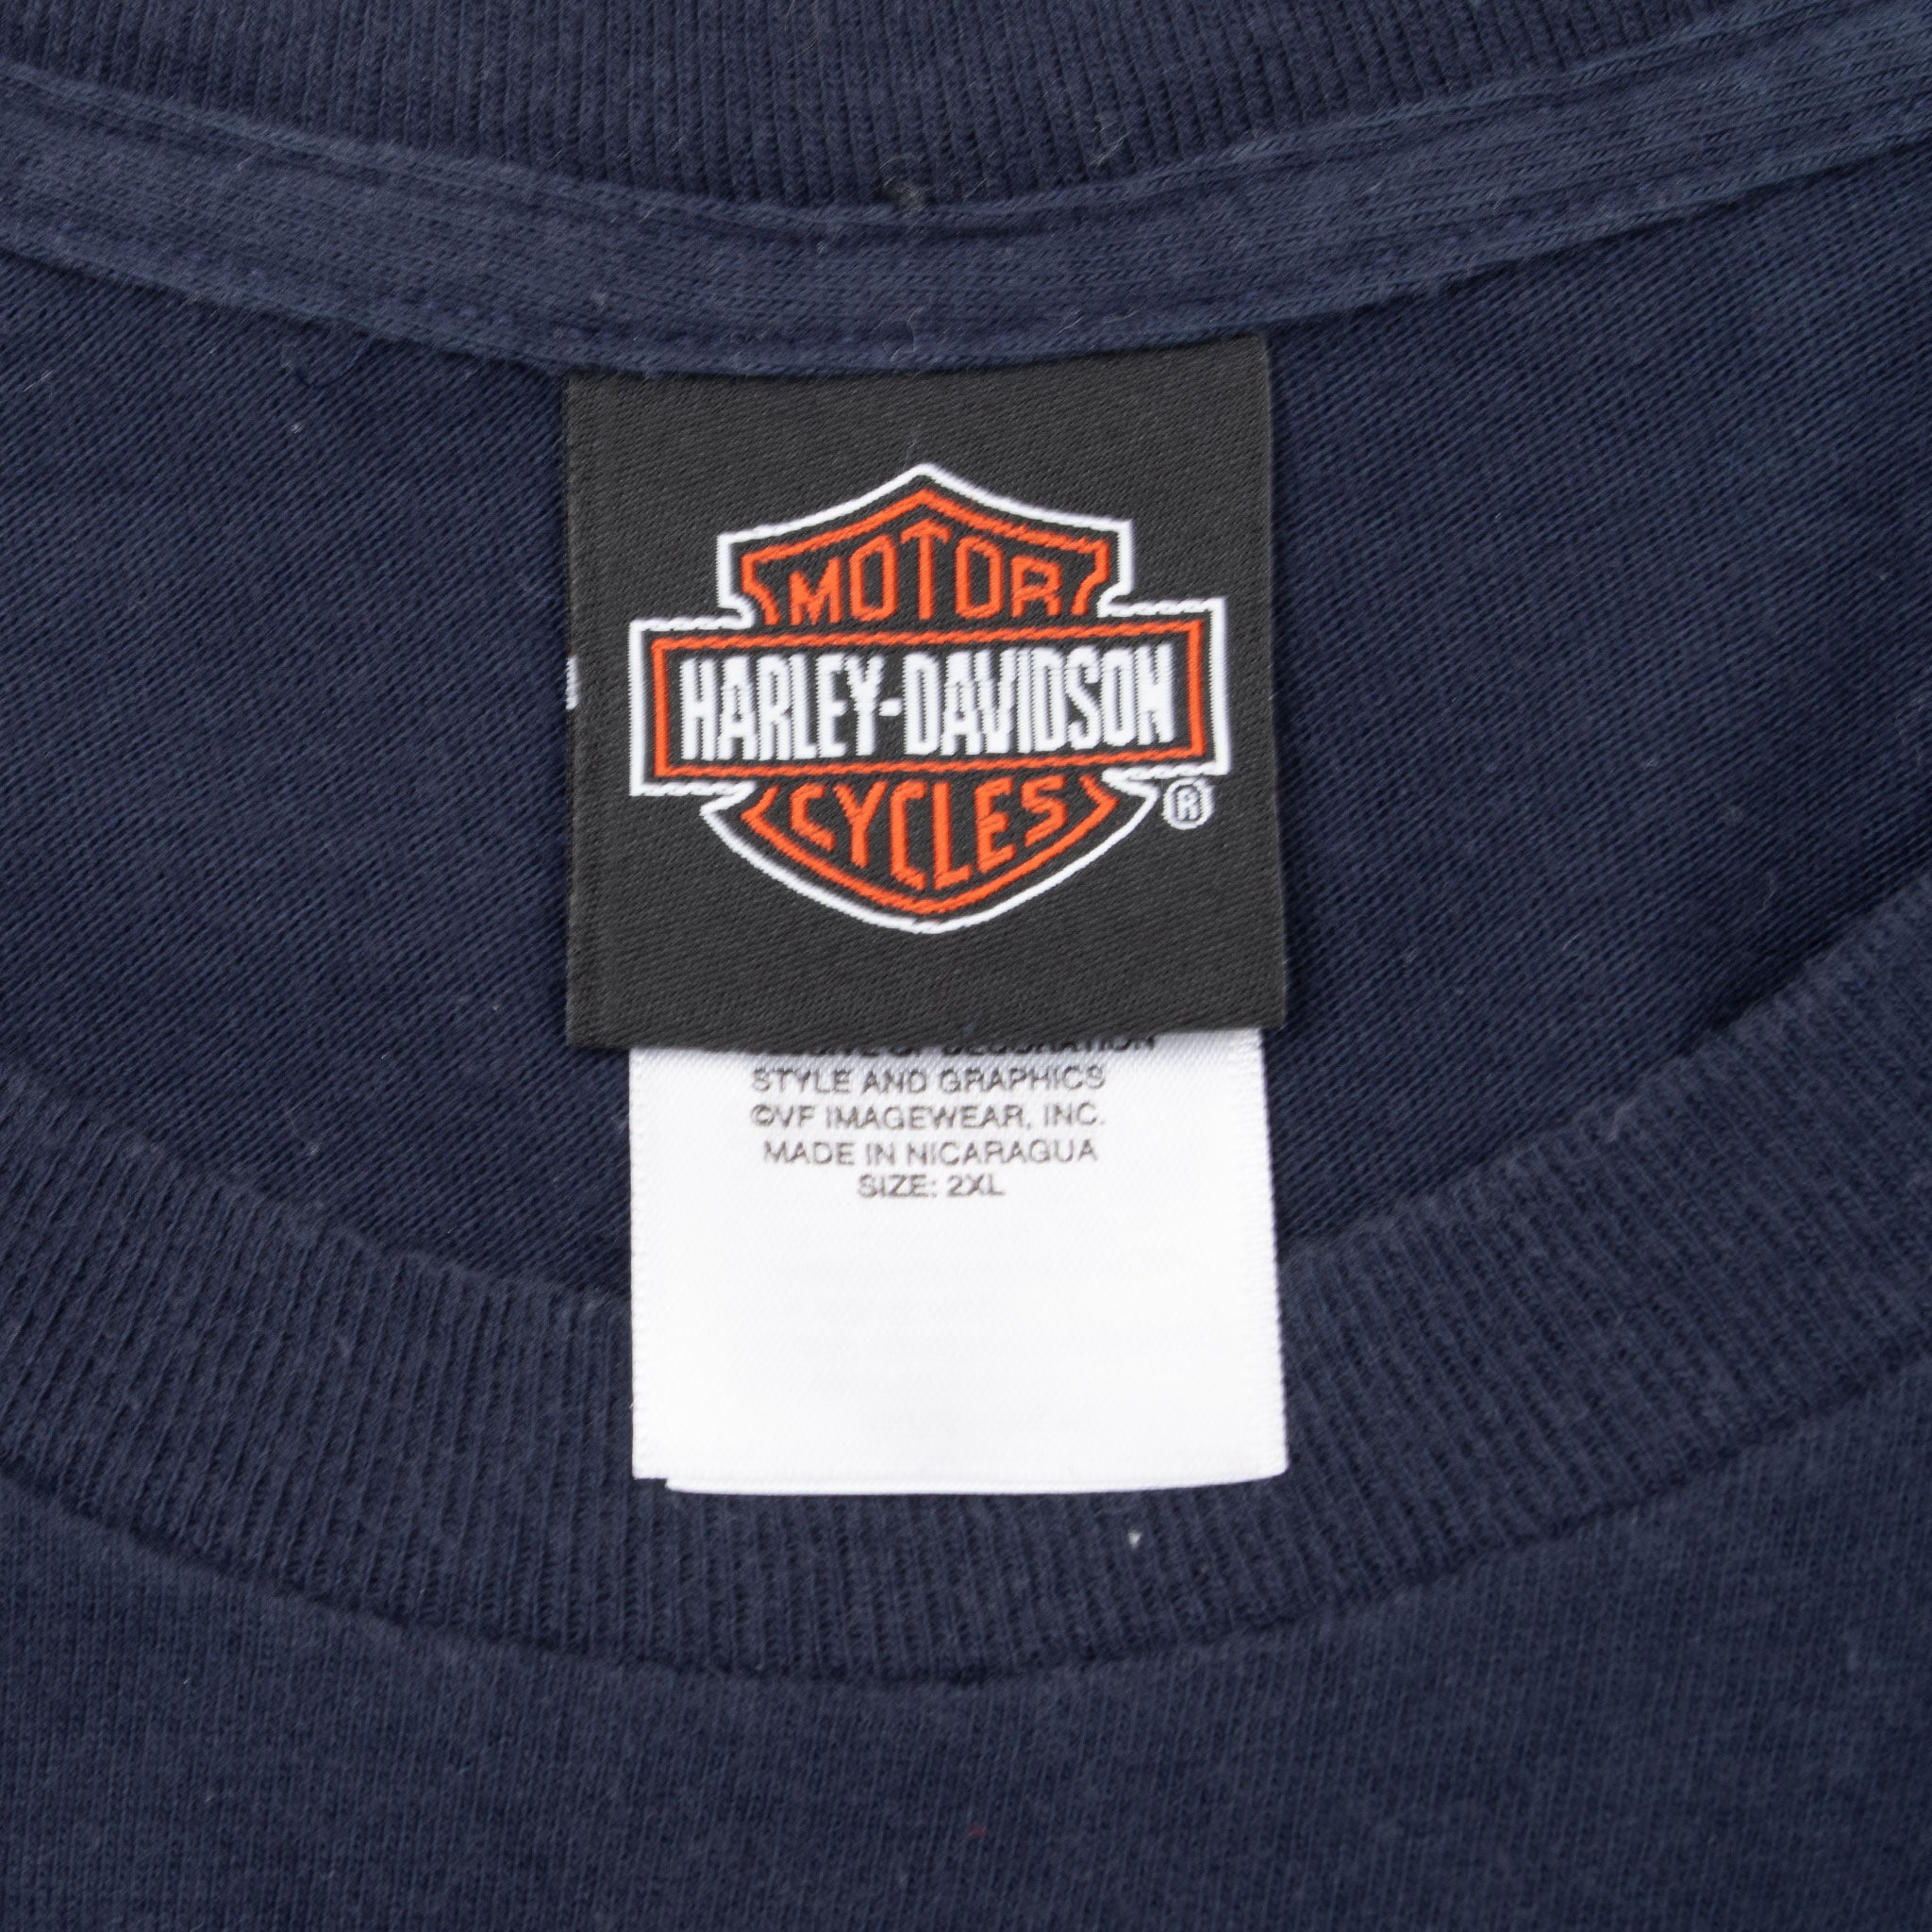 MOTOR
HARLEY-DAVIDSON
CYCLES
®
STYLE AND GRAPHICS
©VF IMAGEWEAR, INC.
MADE IN NICARAGUA
SIZE: 2XL